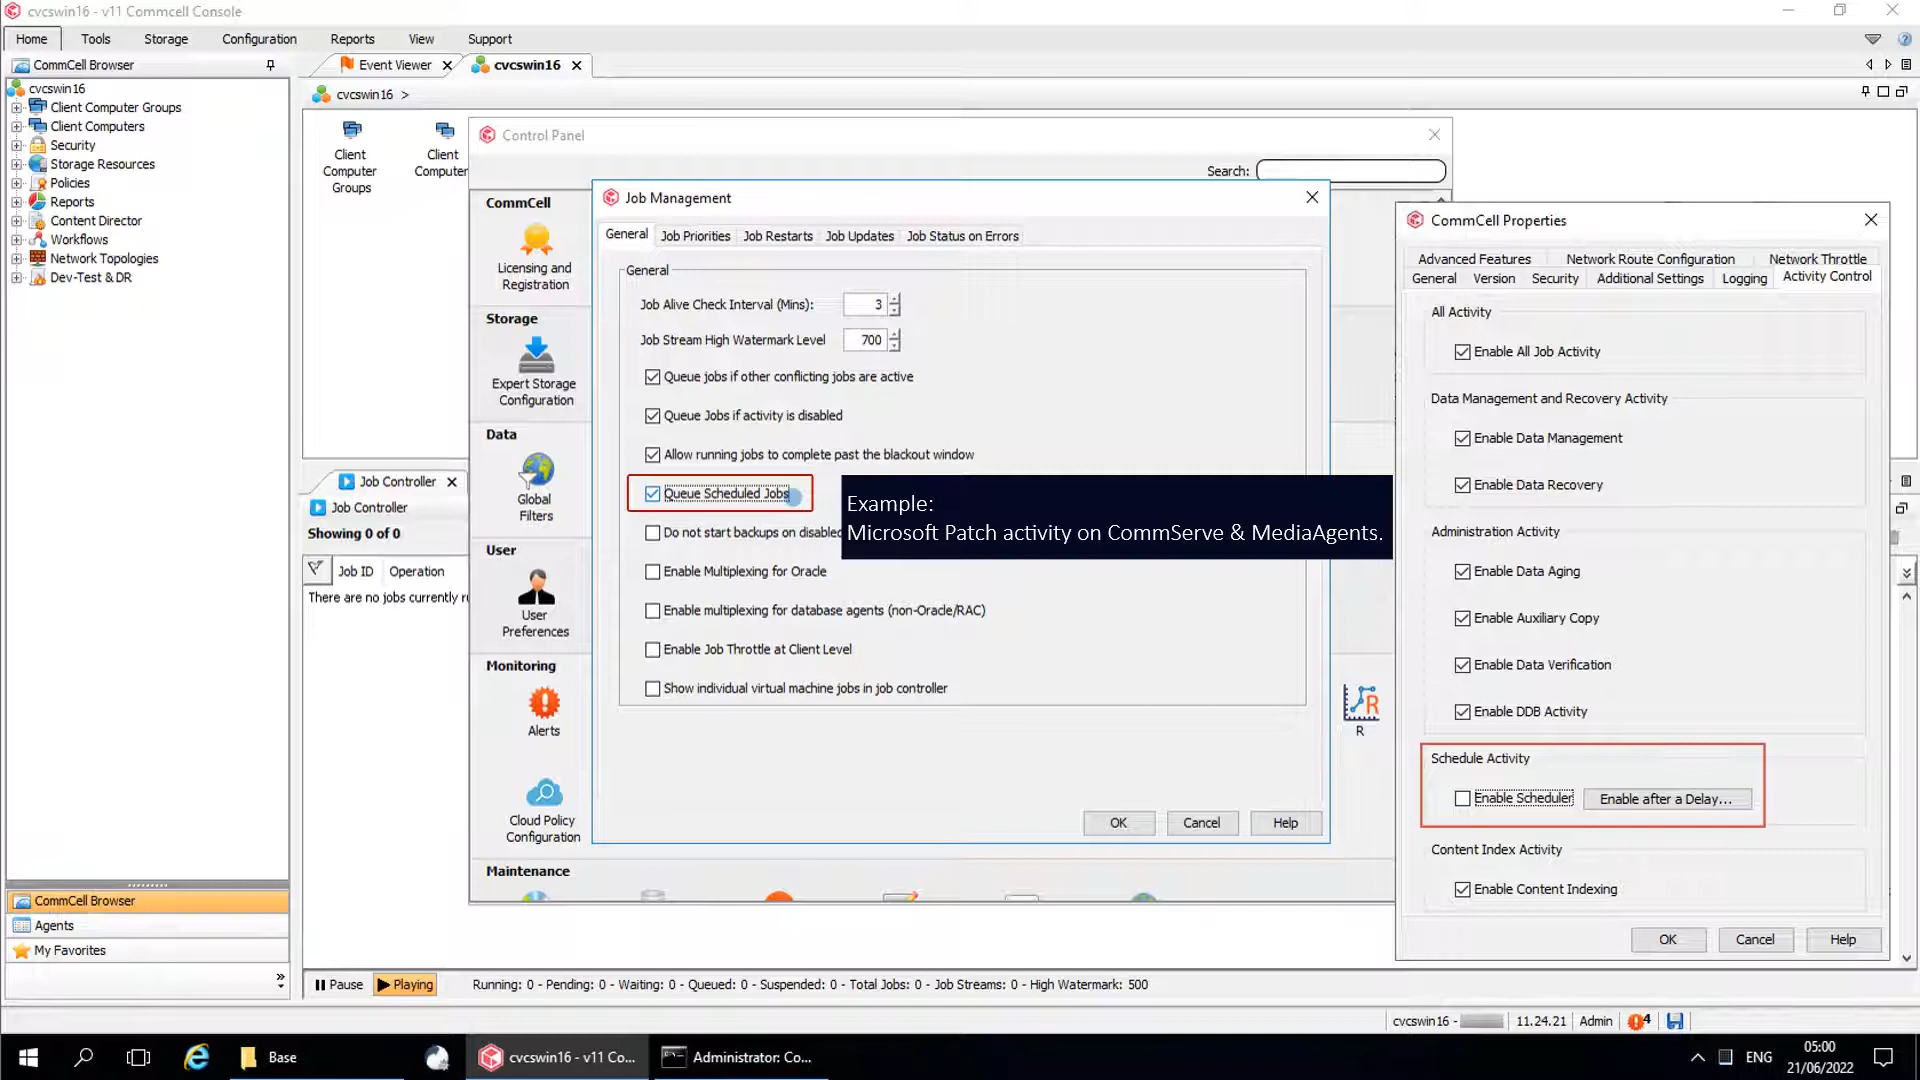 cvcswin16 - v11 Commcell Console
Home Tools Storage Configuration Reports View Support
CommCell Browser
Event Viewer
cvcswin16
cvcswin16 >
cvcswin16
Client Computer Groups
Client Computers
Security
Storage Resources
Policies
Reports
Content Director
Workflows
Network Topologies
Dev-Test & DR
CommCell Browser
Agents
My Favorites
Client
Computer
Groups
Client
Computer
Job Controller
Job Controller
Showing 0 of 0
Job ID Operation
There are no jobs currently r
Control Panel
Search:
CommCell
Licensing and
Registration
Storage
Expert Storage
Configuration
Data
Global
Filters
User
User
Preferences
Monitoring
Alerts
Cloud Policy
Configuration
Maintenance
R
R
Job Management
General Job Priorities Job Restarts Job Updates Job Status on Errors
General
Job Alive Check Interval (Mins): 3
Job Stream High Watermark Level 700
Queue jobs if other conflicting jobs are active
Queue Jobs if activity is disabled
Allow running jobs to complete past the blackout window
Queue Scheduled Jobs
Do not start backups on disabled
Enable Multiplexing for Oracle
Enable multiplexing for database agents (non-Oracle/RAC)
Enable Job Throttle at Client Level
Show individual virtual machine jobs in job controller
OK Cancel Help
Example:
Microsoft Patch activity on CommServe & MediaAgents.
CommCell Properties
Advanced Features Network Route Configuration Network Throttle
General Version Security Additional Settings Logging Activity Control
All Activity
Enable All Job Activity
Data Management and Recovery Activity
Enable Data Management
Enable Data Recovery
Administration Activity
Enable Data Aging
Enable Auxiliary Copy
Enable Data Verification
Enable DDB Activity
Schedule Activity
Enable Scheduler Enable after a Delay...
Content Index Activity
Enable Content Indexing
OK Cancel Help
Pause Playing Running: 0 - Pending: 0 - Waiting: 0 - Queued: 0 - Suspended: 0 - Total Jobs: 0 - Job Streams: 0 - High Watermark: 500
cvcswin16 - 11.24.21 Admin 4
Base
cvcswin16 - v11 Co...
Administrator: Co...
ENG
05:00
21/06/2022